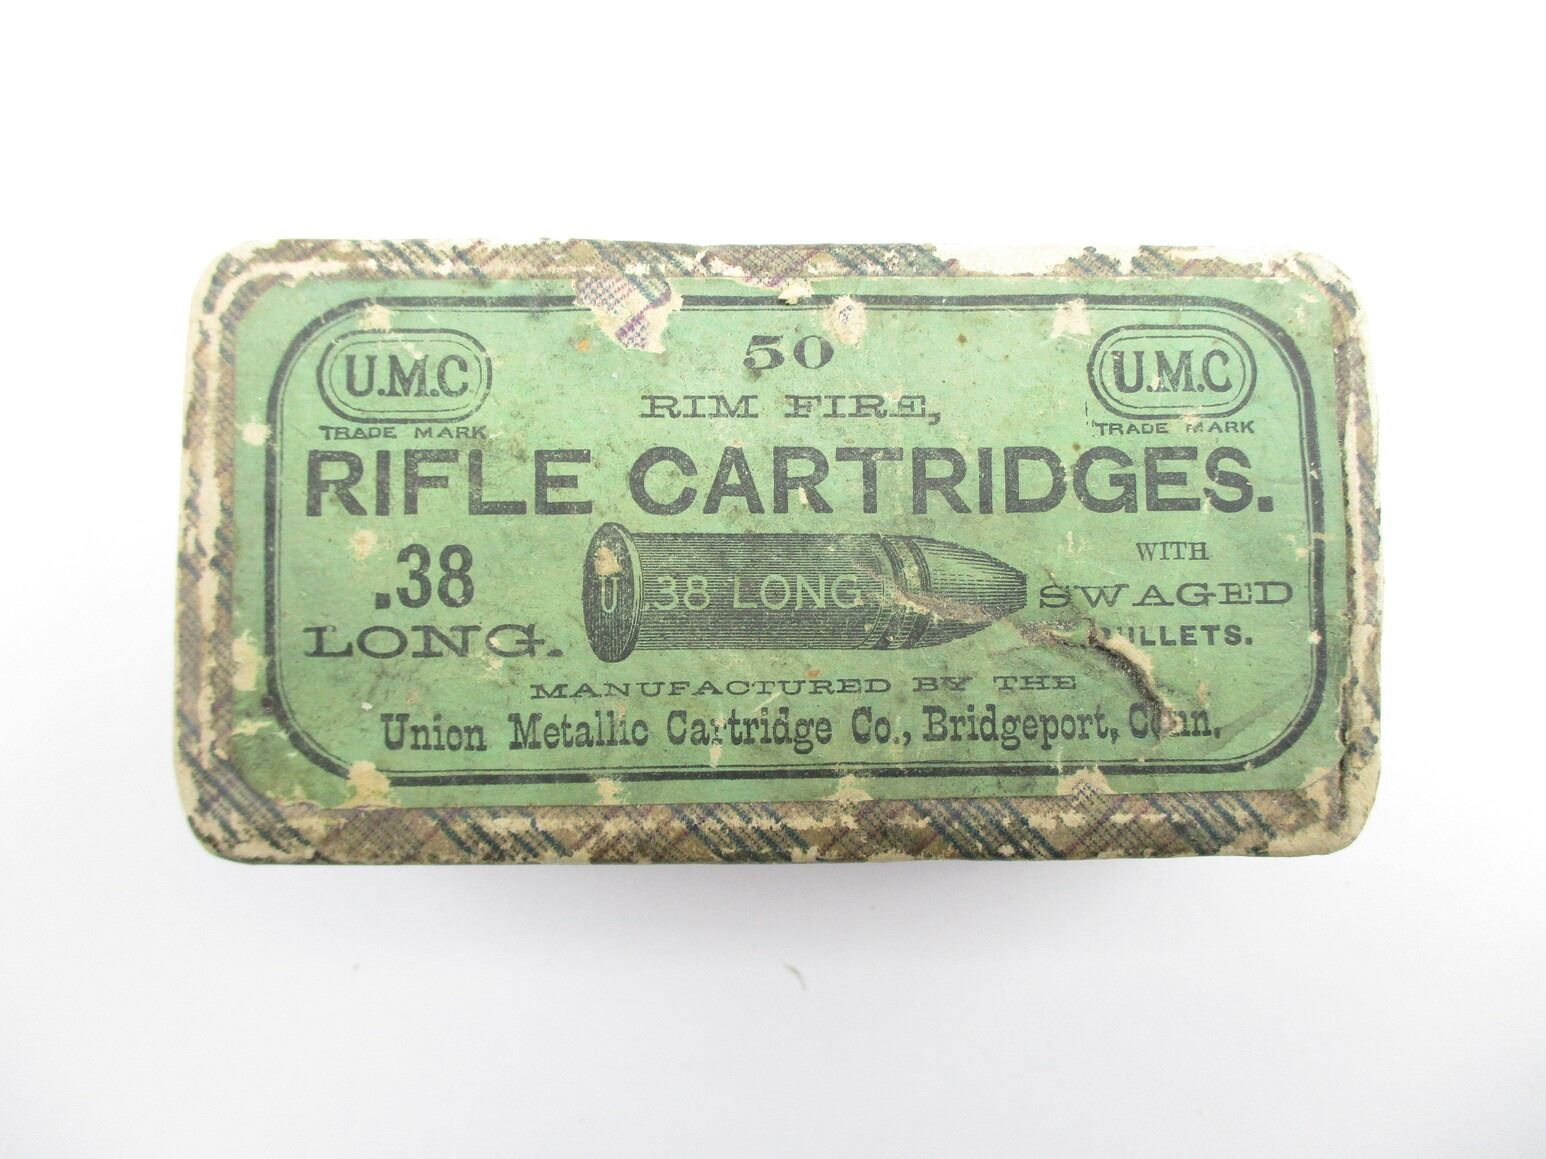 U.M.C.
TRADE MARK
50
RIM FIRE,
U.M.C.
TRADE MARK
RIFLE CARTRIDGES.
.38
LONG.
U
.38 LONG
WITH
SWAGED
BULLETS.
MANUFACTURED BY THE
Union Metallic Cartridge Co., Bridgeport, Conn.